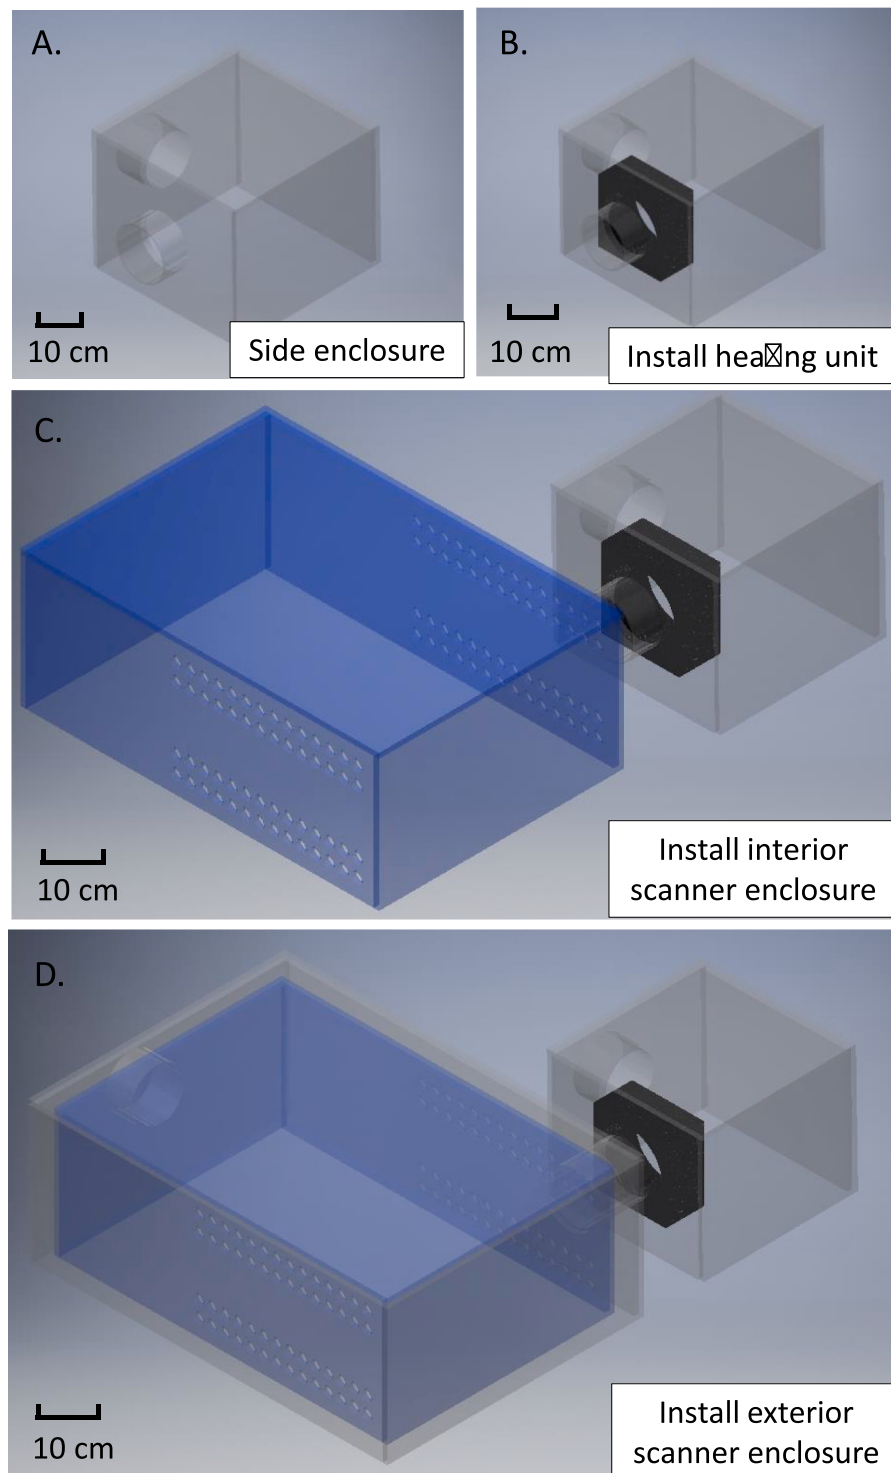 A.
10 cm
Side enclosure
B.
10 cm
Install hea☒ng unit
C.
10 cm
Install interior
scanner enclosure
D.
10 cm
Install exterior
scanner enclosure